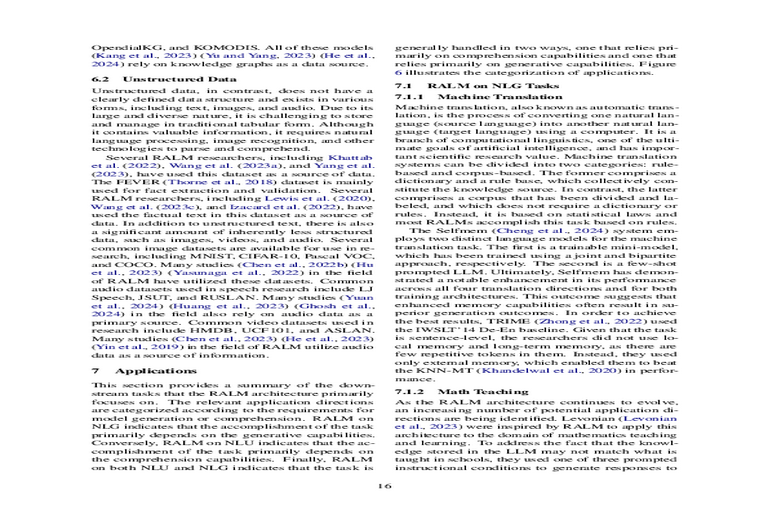 OpendialKG, and KOMODIS. All of these models
(Kang et al., 2023) (Yu and Yang, 2023) (He et al.,
2024) rely on knowledge graphs as a data source.
6.2 Unstructured Data
Unstructured data, in contrast, does not have a
clearly defined data structure and exists in various
forms, including text, images, and audio. Due to its
large and diverse nature, it is challenging to store
and manage in traditional tabular form. Although
it contains valuable information, it requires natural
language processing, image recognition, and other
technologies to parse and comprehend.
Several RALM researchers, including Khattab
et al. (2022), Wang et al. (2023a), and Yang et al.
(2023), have used this dataset as a source of data.
The FEVER (Thorne et al., 2018) dataset is mainly
used for fact extraction and validation. Several
RALM researchers, including Lewis et al. (2020),
Wang et al. (2023c), and Izacard et al. (2022), have
used the factual text in this dataset as a source of
data. In addition to unstructured text, there is also
a significant amount of inherently less structured
data, such as images, videos, and audio. Several
common image datasets are available for use in re-
search, including MNIST, CIFAR-10, Pascal VOC,
and COCO. Many studies (Chen et al., 2022b) (Hu
et al., 2023) (Yasunaga et al., 2022) in the field
of RALM have utilized these datasets. Common
audio datasets used in speech research include LJ
Speech, JSUT, and RUSLAN. Many studies (Yuan
et al., 2024) (Huang et al., 2023) (Ghosh et al.,
2024) in the field also rely on audio data as a
primary source. Common video datasets used in
research include HMDB, UCF101, and ASLAN.
Many studies (Chen et al., 2023) (He et al., 2023)
(Yin et al., 2019) in the field of RALM utilize audio
data as a source of information.
7 Applications
This section provides a summary of the down-
stream tasks that the RALM architecture primarily
focuses on. The relevant application directions
are categorized according to the requirements for
model generation or comprehension. RALM on
NLG indicates that the accomplishment of the task
primarily depends on the generative capabilities.
Conversely, RALM on NLU indicates that the ac-
complishment of the task primarily depends on
the comprehension capabilities. Finally, RALM
on both NLU and NLG indicates that the task is
generally handled in two ways, one that relies pri-
marily on comprehension capabilities and one that
relies primarily on generative capabilities. Figure
6 illustrates the categorization of applications.
7.1 RALM on NLG Tasks
7.1.1 Machine Translation
Machine translation, also known as automatic trans-
lation, is the process of converting one natural lan-
guage (source language) into another natural lan-
guage (target language) using a computer. It is a
branch of computational linguistics, one of the ulti-
mate goals of artificial intelligence, and has impor-
tant scientific research value. Machine translation
systems can be divided into two categories: rule-
based and corpus-based. The former comprises a
dictionary and a rule base, which collectively con-
stitute the knowledge source. In contrast, the latter
comprises a corpus that has been divided and la-
beled, and which does not require a dictionary or
rules. Instead, it is based on statistical laws and
most RALMs accomplish this task based on rules.
The Selfmem (Cheng et al., 2024) system em-
ploys two distinct language models for the machine
translation task. The first is a trainable mini-model,
which has been trained using a joint and bipartite
approach, respectively. The second is a few-shot
prompted LLM, Ultimately, Selfmem has demon-
strated a notable enhancement in its performance
across all four translation directions and for both
training architectures. This outcome suggests that
enhanced memory capabilities often result in su-
perior generation outcomes. In order to achieve
the best results, TRIME (Zhong et al., 2022) used
the IWSLT'14 De-En baseline. Given that the task
is sentence-level, the researchers did not use lo-
cal memory and long-term memory, as there are
few repetitive tokens in them. Instead, they used
only external memory, which enabled them to beat
the KNN-MT (Khandelwal et al., 2020) in perfor-
mance.
7.1.2 Math Teaching
As the RALM architecture continues to evolve,
an increasing number of potential application di-
rections are being identified. Levonian (Levonian
et al., 2023) were inspired by RALM to apply this
architecture to the domain of mathematics teaching
and learning. To address the fact that the knowl-
edge stored in the LLM may not match what is
taught in schools, they used one of three prompted
instructional conditions to generate responses to
16